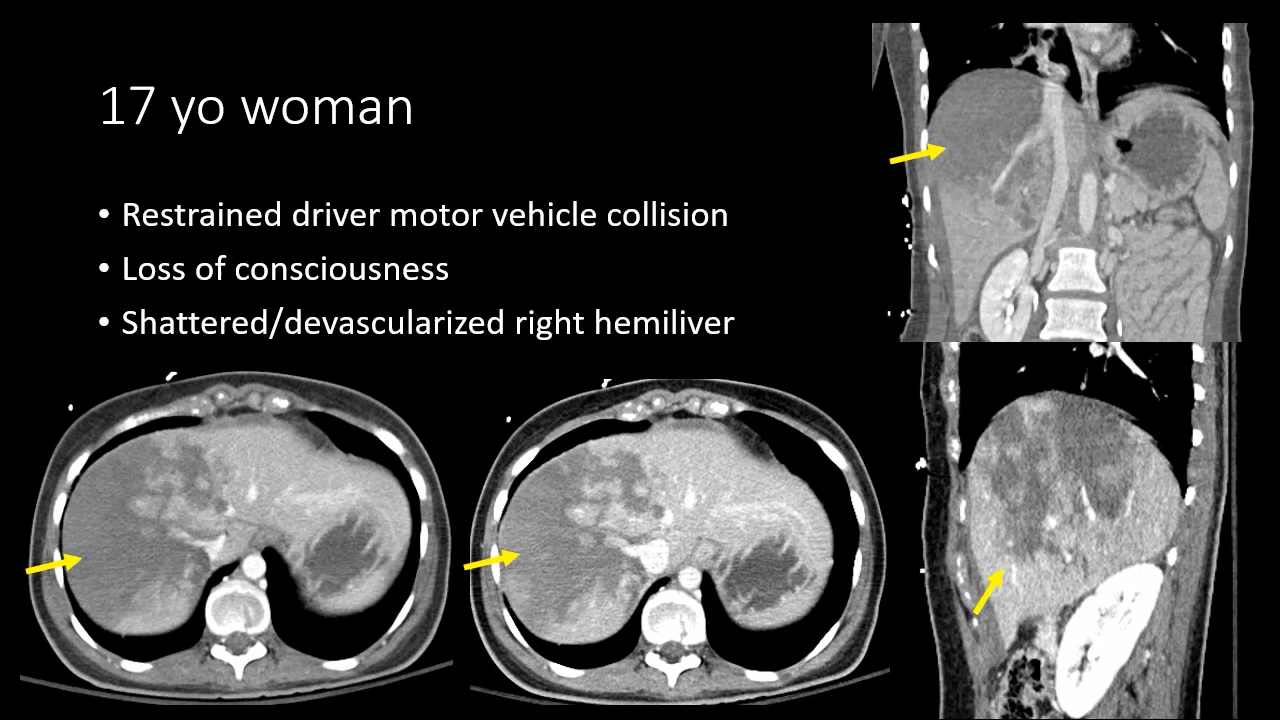 17 yo woman
• Restrained driver motor vehicle collision
• Loss of consciousness
• Shattered/devascularized right hemiliver